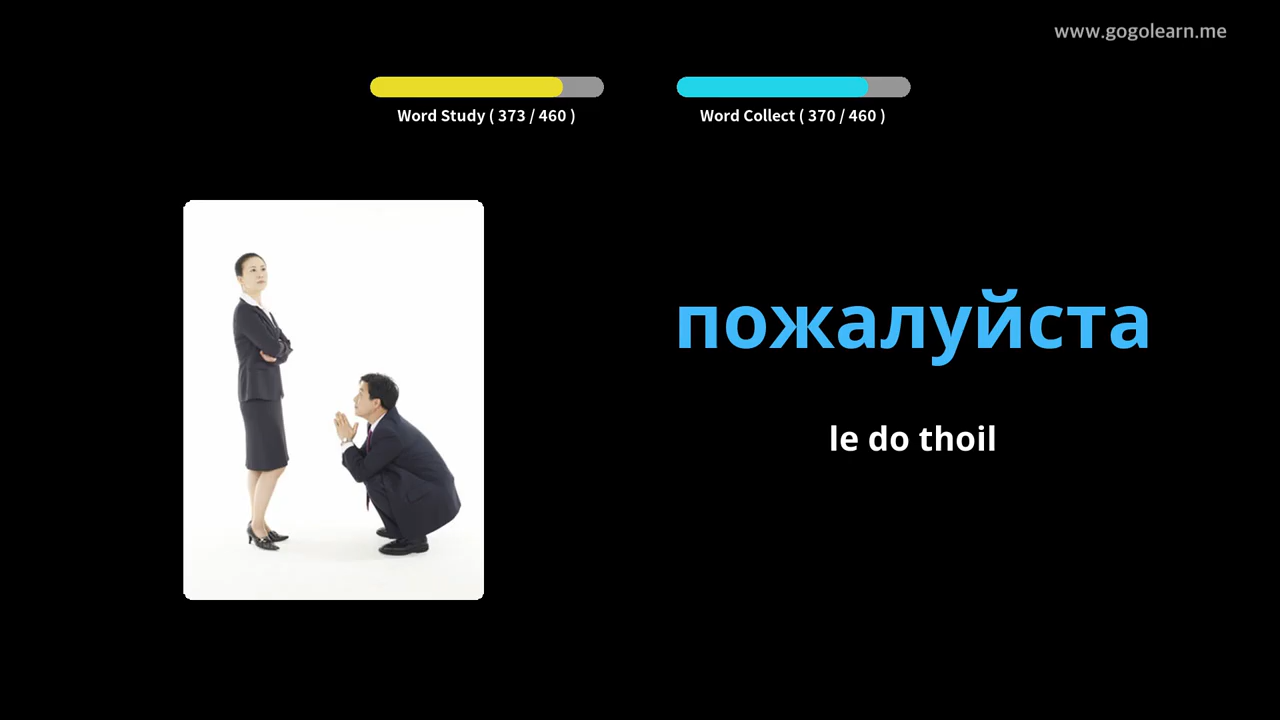 www.gogolearn.me
Word Study ( 373 / 460 )
Word Collect ( 370 / 460 )
пожалуйста
le do thoil